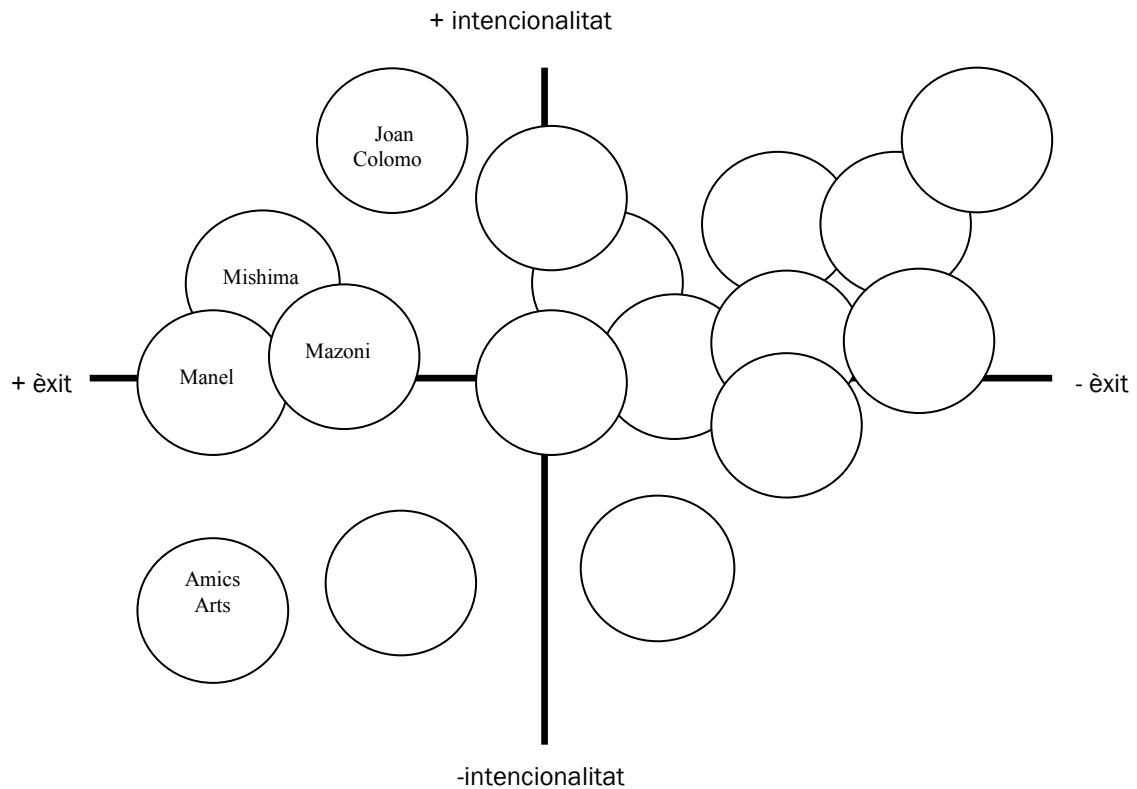 + intencionalitat
Joan
Colomo
Mishima
Mazoni
Manel
+ èxit
- èxit
Amics
Arts
-intencionalitat